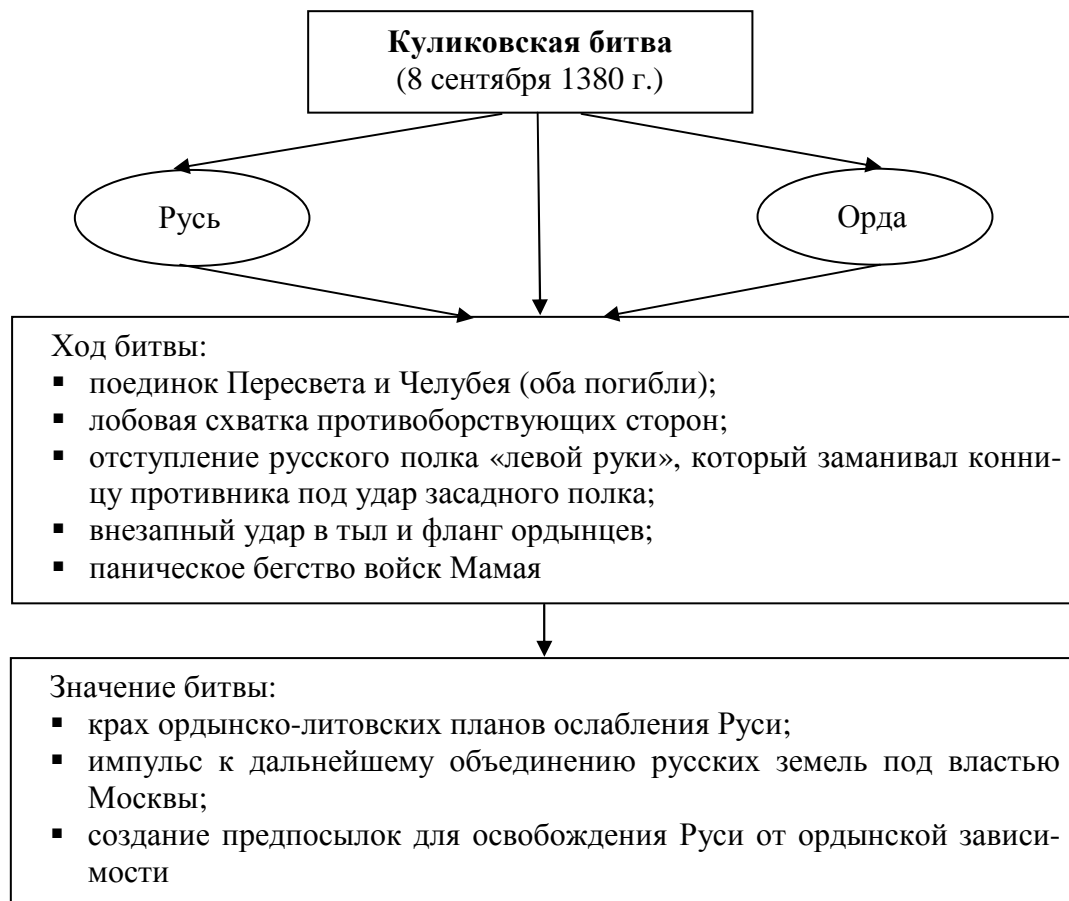 Куликовская битва
(8 сентября 1380 г.)
Русь
Орда
Ход битвы:
▪ поединок Пересвета и Челубея (оба погибли);
▪ лобовая схватка противоборствующих сторон;
▪ отступление русского полка «левой руки», который заманивал конни-
цу противника под удар засадного полка;
▪ внезапный удар в тыл и фланг ордынцев;
▪ паническое бегство войск Мамая
Значение битвы:
▪ крах ордынско-литовских планов ослабления Руси;
▪ импульс к дальнейшему объединению русских земель под властью
Москвы;
▪ создание предпосылок для освобождения Руси от ордынской зависи-
мости